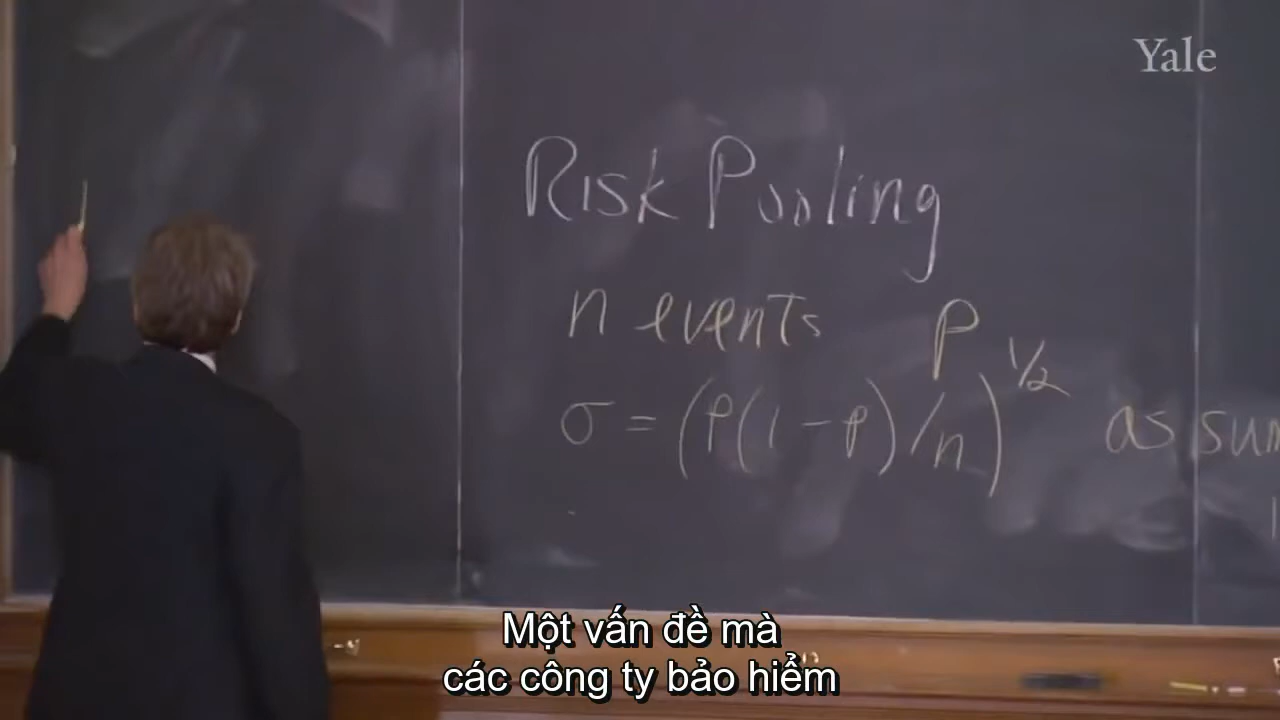 Yale
Risk Pooling
n events P
σ = (P(1-P)/n)^1/2
Một vấn đề mà
các công ty bảo hiểm